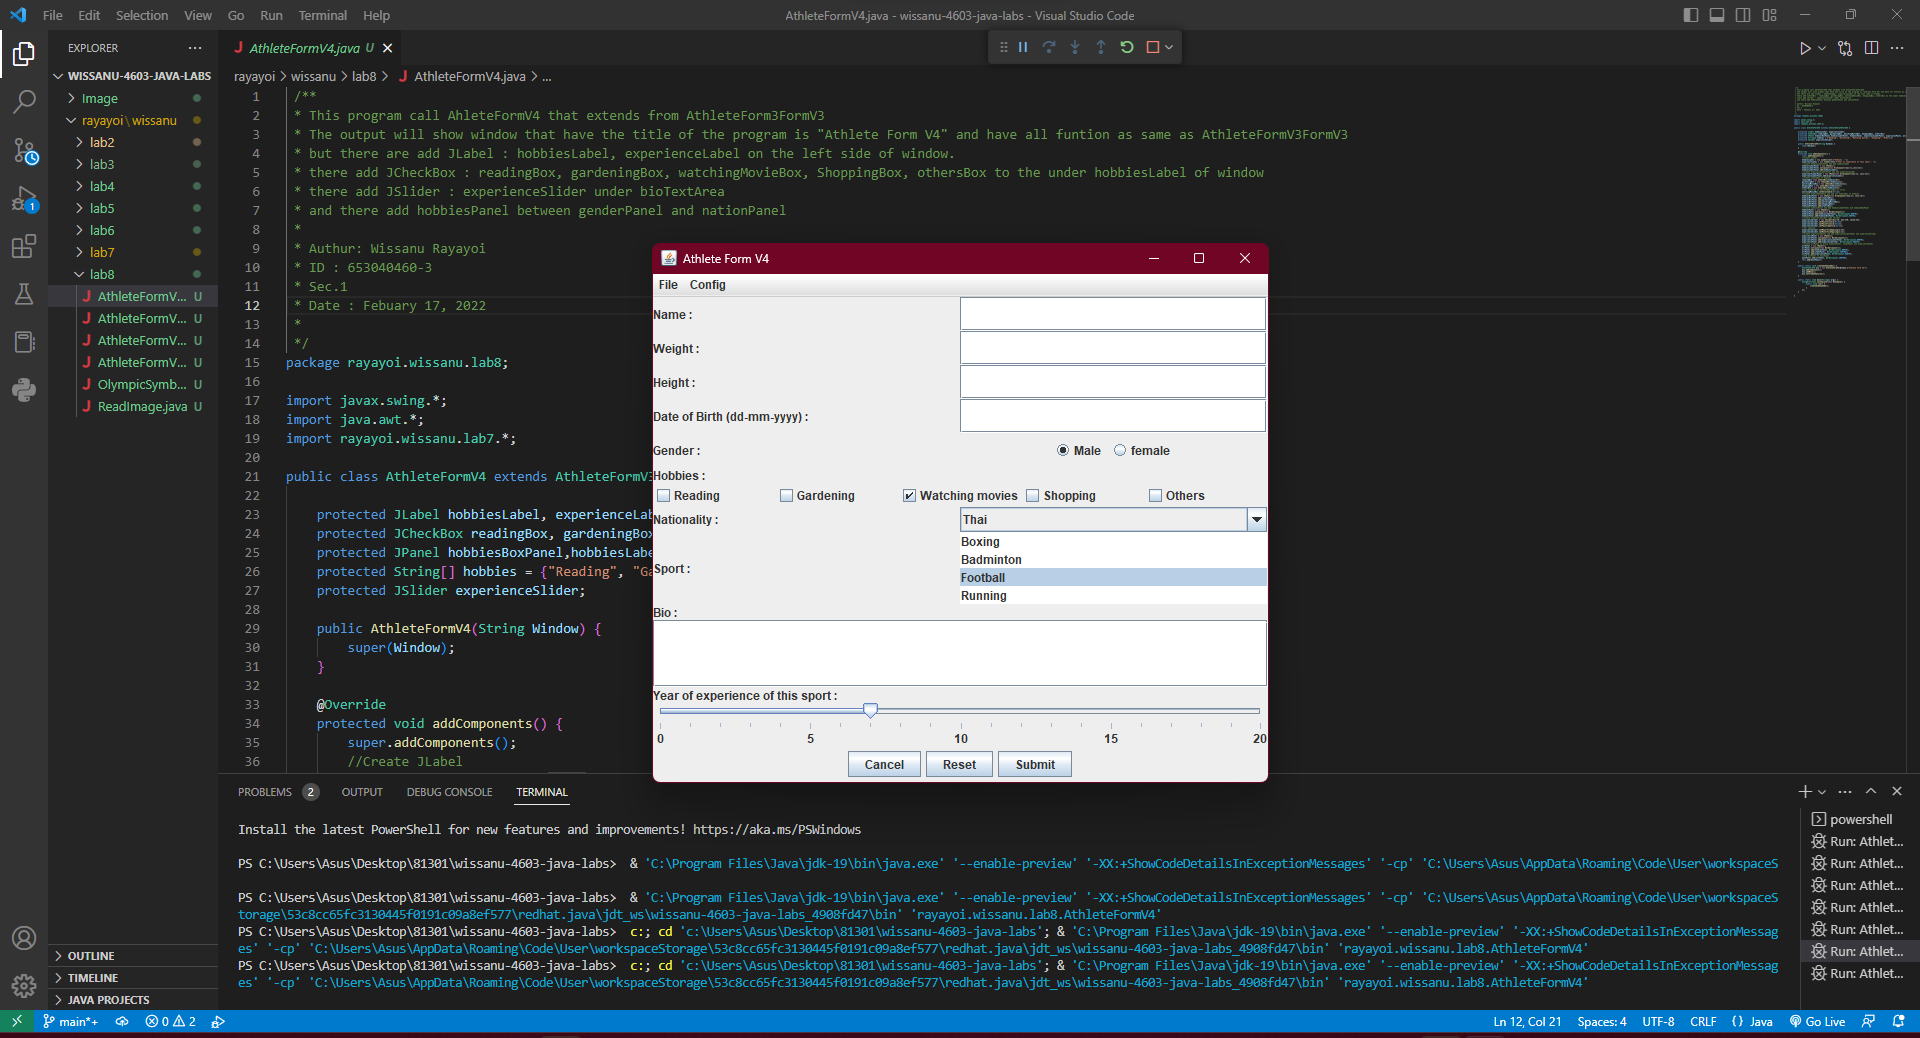 File Edit Selection View Go Run Terminal Help
AthleteFormV4.java - wissanu-4603-java-labs - Visual Studio Code
EXPLORER
WISSANU-4603-JAVA-LABS
Image
rayayoi\wissanu
lab2
lab3
lab4
lab5
lab6
lab7
lab8
J AthleteFormV... U
J AthleteFormV... U
J AthleteFormV... U
J AthleteFormV... U
J OlympicSymb... U
J ReadImage.java U
OUTLINE
TIMELINE
JAVA PROJECTS
1
J AthleteFormV4.java U
rayayoi > wissanu > lab8 > J AthleteFormV4.java > ...
1 /**
2 * This program call AhleteFormV4 that extends from AthleteForm3FormV3
3 * The output will show window that have the title of the program is "Athlete Form V4" and have all funtion as same as AthleteFormV3FormV3
4 * but there are add JLabel : hobbiesLabel, experienceLabel on the left side of window.
5 * there add JCheckBox : readingBox, gardeningBox, watchingMovieBox, ShoppingBox, othersBox to the under hobbiesLabel of window
6 * there add JSlider : experienceSlider under bioTextArea
7 * and there add hobbiesPanel between genderPanel and nationPanel
8 *
9 * Authur: Wissanu Rayayoi
10 * ID : 653040460-3
11 * Sec.1
12 * Date : Febuary 17, 2022
13 *
14 */
15 package rayayoi.wissanu.lab8;
16
17 import javax.swing.*;
18 import java.awt.*;
19 import rayayoi.wissanu.lab7.*;
20
21 public class AthleteFormV4 extends AthleteFormV3
22
23 protected JLabel hobbiesLabel, experienceLab
24 protected JCheckBox readingBox, gardeningBox
25 protected JPanel hobbiesBoxPanel,hobbiesLabe
26 protected String[] hobbies = {"Reading", "Ga
27 protected JSlider experienceSlider;
28
29 public AthleteFormV4(String Window) {
30 super(Window);
31 }
32
33 @Override
34 protected void addComponents() {
35 super.addComponents();
36 //Create JLabel
Athlete Form V4
File Config
Name :
Weight :
Height :
Date of Birth (dd-mm-yyyy) :
Gender : Male female
Hobbies :
Reading Gardening Watching movies Shopping Others
Nationality : Thai
Sport :
Boxing
Badminton
Football
Running
Bio :
Year of experience of this sport :
0 5 10 15 20
Cancel Reset Submit
PROBLEMS 2 OUTPUT DEBUG CONSOLE TERMINAL
Install the latest PowerShell for new features and improvements! https://aka.ms/PSWindows
PS C:\Users\Asus\Desktop\81301\wissanu-4603-java-labs> & 'C:\Program Files\Java\jdk-19\bin\java.exe' '--enable-preview' '-XX:+ShowCodeDetailsInExceptionMessages' '-cp' 'C:\Users\Asus\AppData\Roaming\Code\User\workspaceS
PS C:\Users\Asus\Desktop\81301\wissanu-4603-java-labs> & 'C:\Program Files\Java\jdk-19\bin\java.exe' '--enable-preview' '-XX:+ShowCodeDetailsInExceptionMessages' '-cp' 'C:\Users\Asus\AppData\Roaming\Code\User\workspaceS
torage\53c8cc65fc3130445f0191c09a8ef577\redhat.java\jdt_ws\wissanu-4603-java-labs_4908fd47\bin' 'rayayoi.wissanu.lab8.AthleteFormV4'
PS C:\Users\Asus\Desktop\81301\wissanu-4603-java-labs> c:; cd 'c:\Users\Asus\Desktop\81301\wissanu-4603-java-labs'; & 'C:\Program Files\Java\jdk-19\bin\java.exe' '--enable-preview' '-XX:+ShowCodeDetailsInExceptionMessag
es' '-cp' 'C:\Users\Asus\AppData\Roaming\Code\User\workspaceStorage\53c8cc65fc3130445f0191c09a8ef577\redhat.java\jdt_ws\wissanu-4603-java-labs_4908fd47\bin' 'rayayoi.wissanu.lab8.AthleteFormV4'
PS C:\Users\Asus\Desktop\81301\wissanu-4603-java-labs> c:; cd 'c:\Users\Asus\Desktop\81301\wissanu-4603-java-labs'; & 'C:\Program Files\Java\jdk-19\bin\java.exe' '--enable-preview' '-XX:+ShowCodeDetailsInExceptionMessag
es' '-cp' 'C:\Users\Asus\AppData\Roaming\Code\User\workspaceStorage\53c8cc65fc3130445f0191c09a8ef577\redhat.java\jdt_ws\wissanu-4603-java-labs_4908fd47\bin' 'rayayoi.wissanu.lab8.AthleteFormV4'
powershell
Run: Athlet...
Run: Athlet...
Run: Athlet...
Run: Athlet...
Run: Athlet...
Run: Athlet...
Run: Athlet...
main*+ 0 2
Ln 12, Col 21 Spaces: 4 UTF-8 CRLF {} Java Go Live